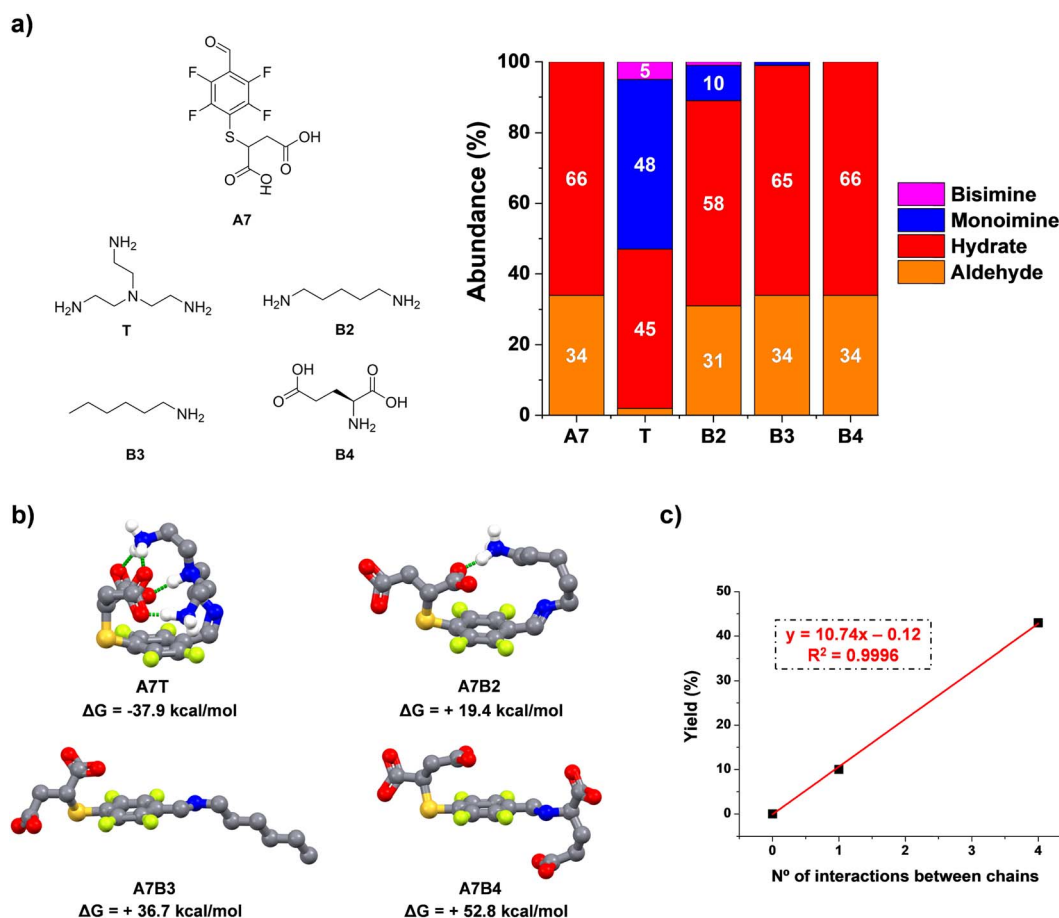 a)
O
F
F
F
F
S
OH
O
O
OH
A7
NH2
N
NH2
NH2
T
NH2
NH2
B2
NH2
B3
OH
O
O
OH
NH2
B4
Abundance (%)
100
80
60
40
20
0
66
34
5
48
45
10
58
31
65
34
66
34
A7
T
B2
B3
B4
Bisimine
Monoimine
Hydrate
Aldehyde
b)
A7T
ΔG = -37.9 kcal/mol
A7B2
ΔG = + 19.4 kcal/mol
A7B3
ΔG = + 36.7 kcal/mol
A7B4
ΔG = + 52.8 kcal/mol
c)
Yield (%)
50
40
30
20
10
0
y = 10.74x – 0.12
R² = 0.9996
0
1
2
3
4
Nº of interactions between chains